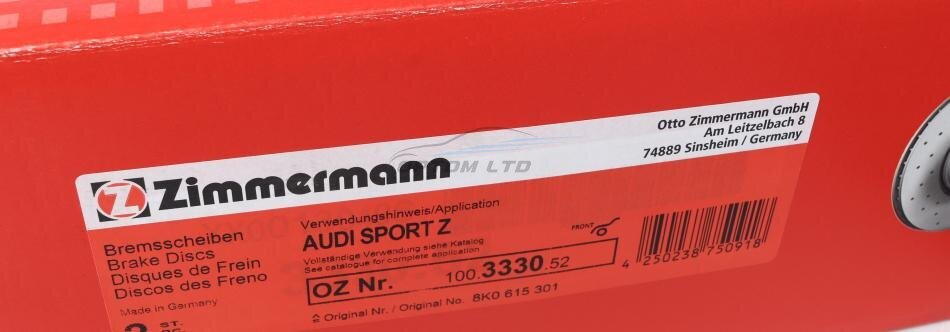 Zimmermann
Otto Zimmermann GmbH
Am Leitzelbach 8
74889 Sinsheim / Germany
Bremsscheiben
Brake Discs
Disques de Frein
Discos des Freno
Made in Germany
Verwendungshinweis/Application
AUDI SPORT Z
Vollständige Verwendung siehe Katalog
See catalogue for complete application
FRONT
OZ Nr. 100.3330.52
≙ Original Nr. / Original No. 8K0 615 301
4 250238 750918
ST.